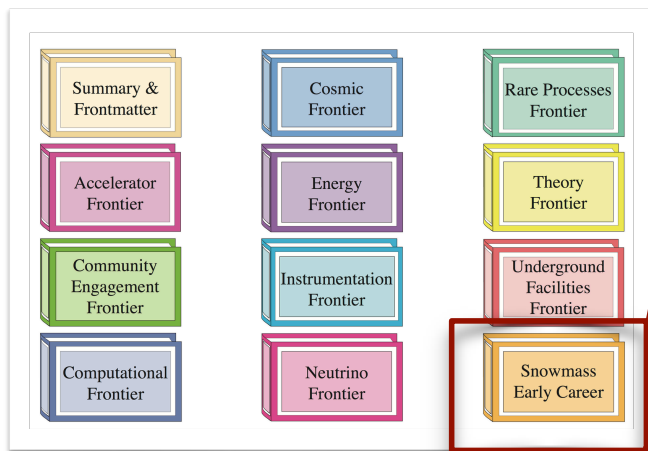 Summary &
Frontmatter
Cosmic
Frontier
Rare Processes
Frontier
Accelerator
Frontier
Energy
Frontier
Theory
Frontier
Community
Engagement
Frontier
Instrumentation
Frontier
Underground
Facilities
Frontier
Computational
Frontier
Neutrino
Frontier
Snowmass
Early Career